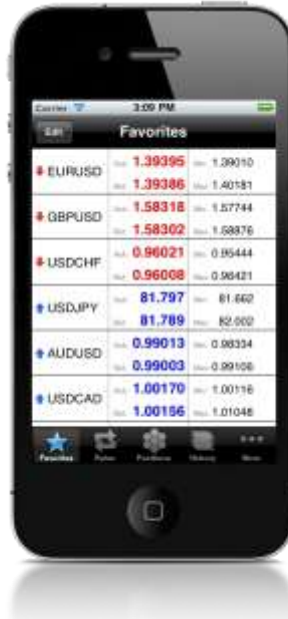 Carrier 3:09 PM
Edit Favorites
EURUSD 1.39395 1.39010
1.39386 1.40181
GBPUSD 1.58318 1.57744
1.58302 1.58876
USDCHF 0.96021 0.95444
0.96008 0.96421
USDJPY 81.797 81.662
81.789 82.002
AUDUSD 0.99013 0.98334
0.99003 0.99106
USDCAD 1.00170 1.00116
1.00156 1.01046
Favorites Rates Positions History More